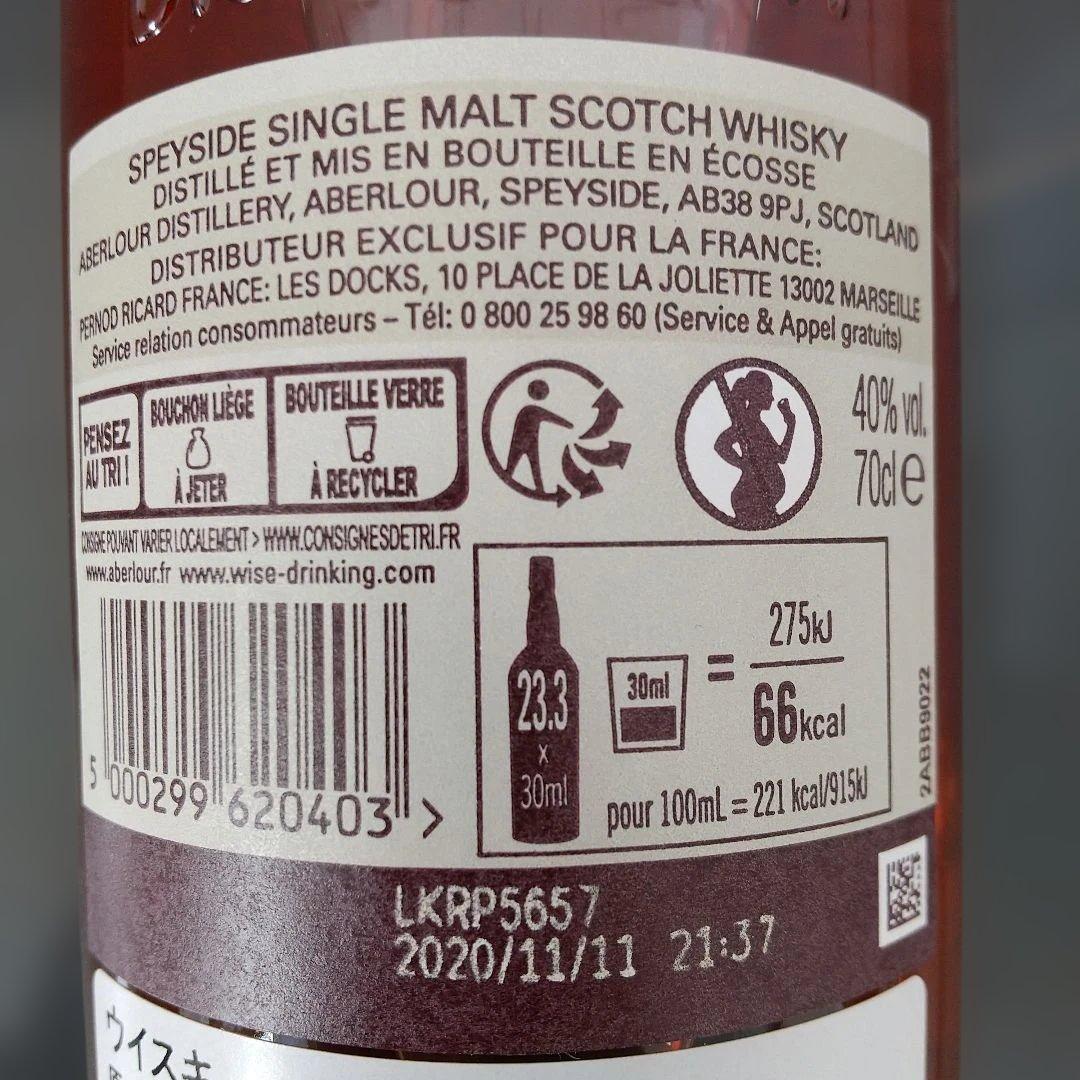 SPEYSIDE SINGLE MALT SCOTCH WHISKY
DISTILLÉ ET MIS EN BOUTEILLE EN ÉCOSSE
ABERLOUR DISTILLERY, ABERLOUR, SPEYSIDE, AB38 9PJ, SCOTLAND
DISTRIBUTEUR EXCLUSIF POUR LA FRANCE:
PERNOD RICARD FRANCE: LES DOCKS, 10 PLACE DE LA JOLIETTE 13002 MARSEILLE
Service relation consommateurs – Tél: 0 800 25 98 60 (Service & Appel gratuits)
PENSEZ
AU TRI !
BOUCHON LIÈGE
À JETER
BOUTEILLE VERRE
À RECYCLER
40% vol.
70cl e
CONSIGNE POUVANT VARIER LOCALEMENT > WWW.CONSIGNESDETRI.FR
www.aberlour.fr www.wise-drinking.com
5 000299 620403 >
23.3
x
30ml
30ml
=
275kJ
66kcal
pour 100mL = 221 kcal/915kJ
2ABB9022
LKRP5657
2020/11/11 21:37
ウイスキ